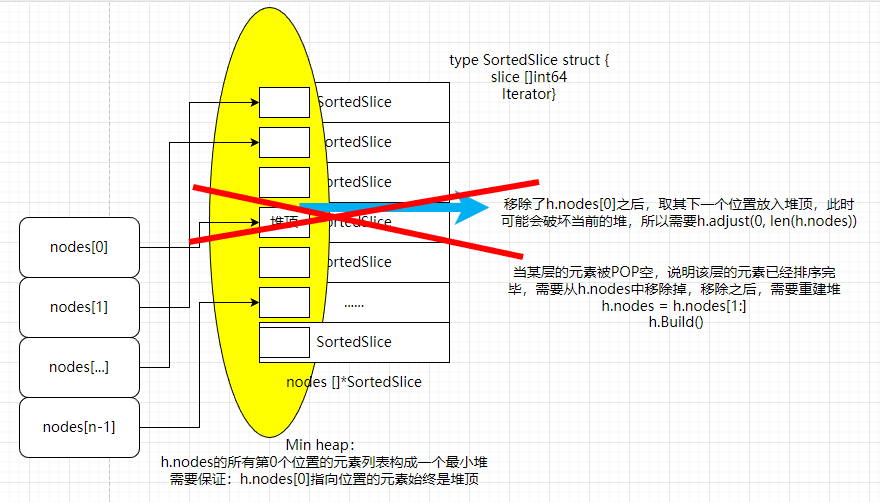 type SortedSlice struct {
slice []int64
Iterator}
SortedSlice
SortedSlice
SortedSlice
堆顶
SortedSlice
SortedSlice
......
SortedSlice
nodes []*SortedSlice
nodes[0]
nodes[1]
nodes[...]
nodes[n-1]
移除了h.nodes[0]之后，取其下一个位置放入堆顶，此时
可能会破坏当前的堆，所以需要h.adjust(0, len(h.nodes))
当某层的元素被POP空，说明该层的元素已经排序完
毕，需要从h.nodes中移除掉，移除之后，需要重建堆
h.nodes = h.nodes[1:]
h.Build()
Min heap：
h.nodes的所有第0个位置的元素列表构成一个最小堆
需要保证：h.nodes[0]指向位置的元素始终是堆顶